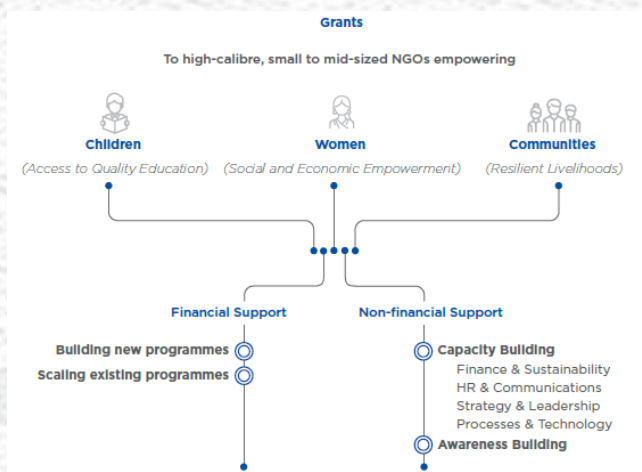 Grants
To high-calibre, small to mid-sized NGOs empowering
Children
Women
Communities
(Access to Quality Education)
(Social and Economic Empowerment)
(Resilient Livelihoods)
Financial Support
Non-financial Support
Building new programmes
Scaling existing programmes
Capacity Building
Finance & Sustainability
HR & Communications
Strategy & Leadership
Processes & Technology
Awareness Building